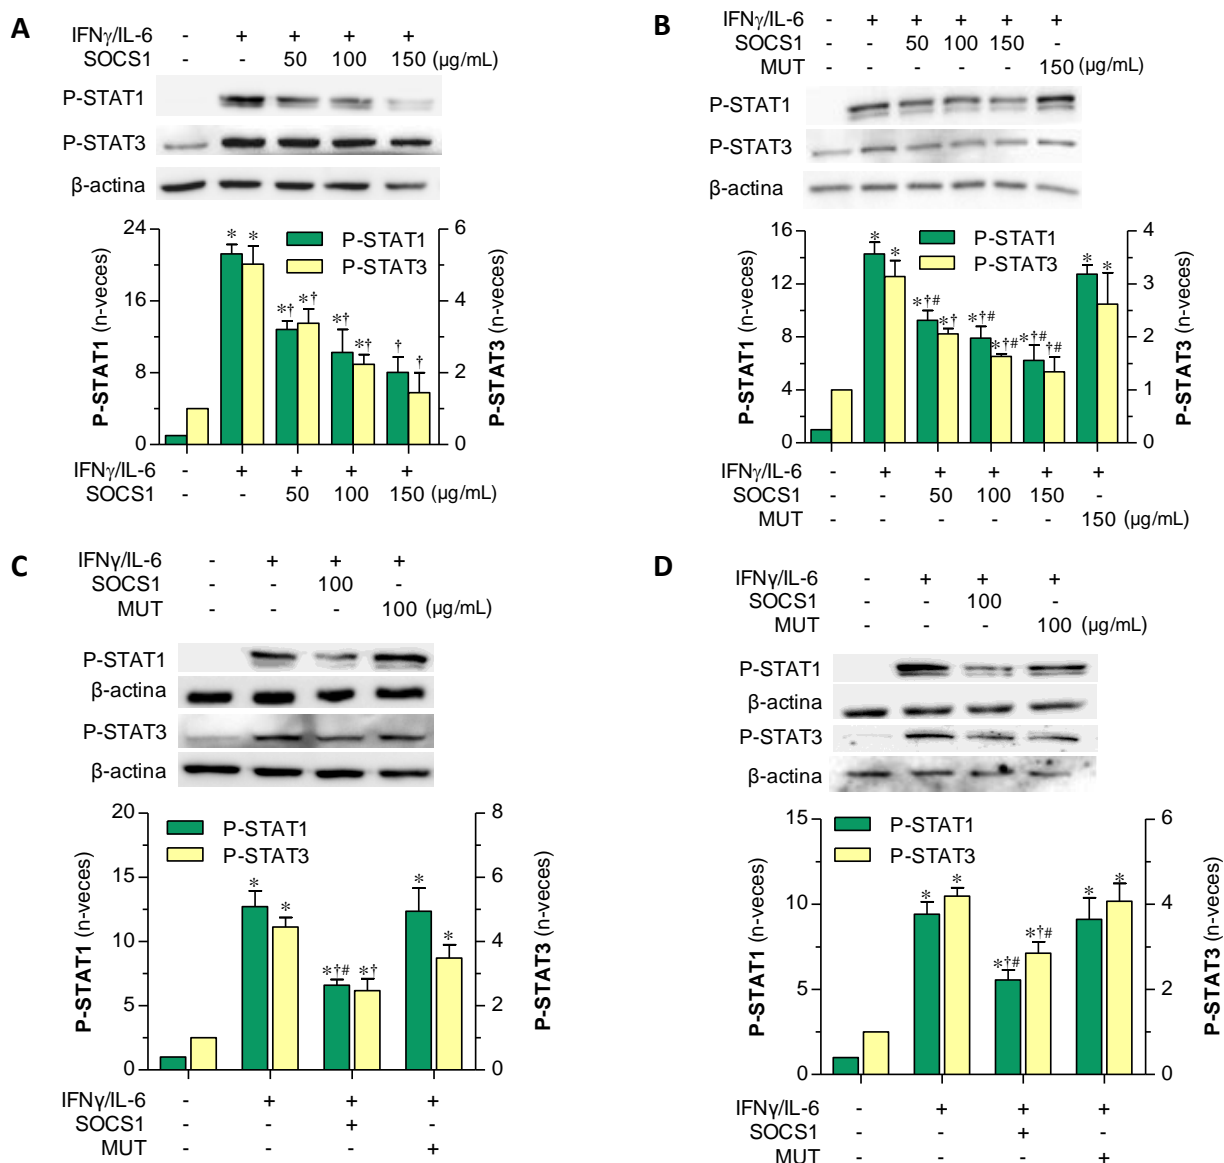 A
IFNγ/IL-6 - + + + +
SOCS1 - - 50 100 150 (µg/mL)
P-STAT1
P-STAT3
β-actina
24 16 8 0
P-STAT1 (n-veces)
* * *† *† *† *† † †
P-STAT1
P-STAT3
6 4 2 0
P-STAT3 (n-veces)
IFNγ/IL-6 - + + + +
SOCS1 - - 50 100 150 (µg/mL)
B
IFNγ/IL-6 - + + + + +
SOCS1 - - 50 100 150 -
MUT - - - - - 150 (µg/mL)
P-STAT1
P-STAT3
β-actina
16 12 8 4 0
P-STAT1 (n-veces)
* * *†# *† *†# *†# *†# †# * *
P-STAT1
P-STAT3
4 3 2 1 0
P-STAT3 (n-veces)
IFNγ/IL-6 - + + + + +
SOCS1 - - 50 100 150 -
MUT - - - - - 150 (µg/mL)
C
IFNγ/IL-6 - + + +
SOCS1 - - 100 -
MUT - - - 100 (µg/mL)
P-STAT1
β-actina
P-STAT3
β-actina
20 15 10 5 0
P-STAT1 (n-veces)
P-STAT1
P-STAT3
* * *†# *† * *
8 6 4 2 0
P-STAT3 (n-veces)
IFNγ/IL-6 - + + +
SOCS1 - - + -
MUT - - - +
D
IFNγ/IL-6 - + + +
SOCS1 - - 100 -
MUT - - - 100 (µg/mL)
P-STAT1
β-actina
P-STAT3
β-actina
15 10 5 0
P-STAT1 (n-veces)
P-STAT1
P-STAT3
* * *†# *†# * *
6 4 2 0
P-STAT3 (n-veces)
IFNγ/IL-6 - + + +
SOCS1 - - + -
MUT - - - +